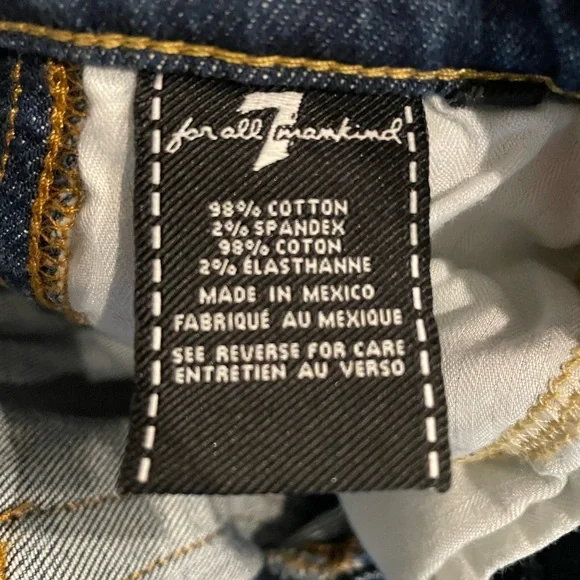 for all 7 mankind
98% COTTON
2% SPANDEX
98% COTON
2% ÉLASTHANNE
MADE IN MEXICO
FABRIQUÉ AU MEXIQUE
SEE REVERSE FOR CARE
ENTRETIEN AU VERSO